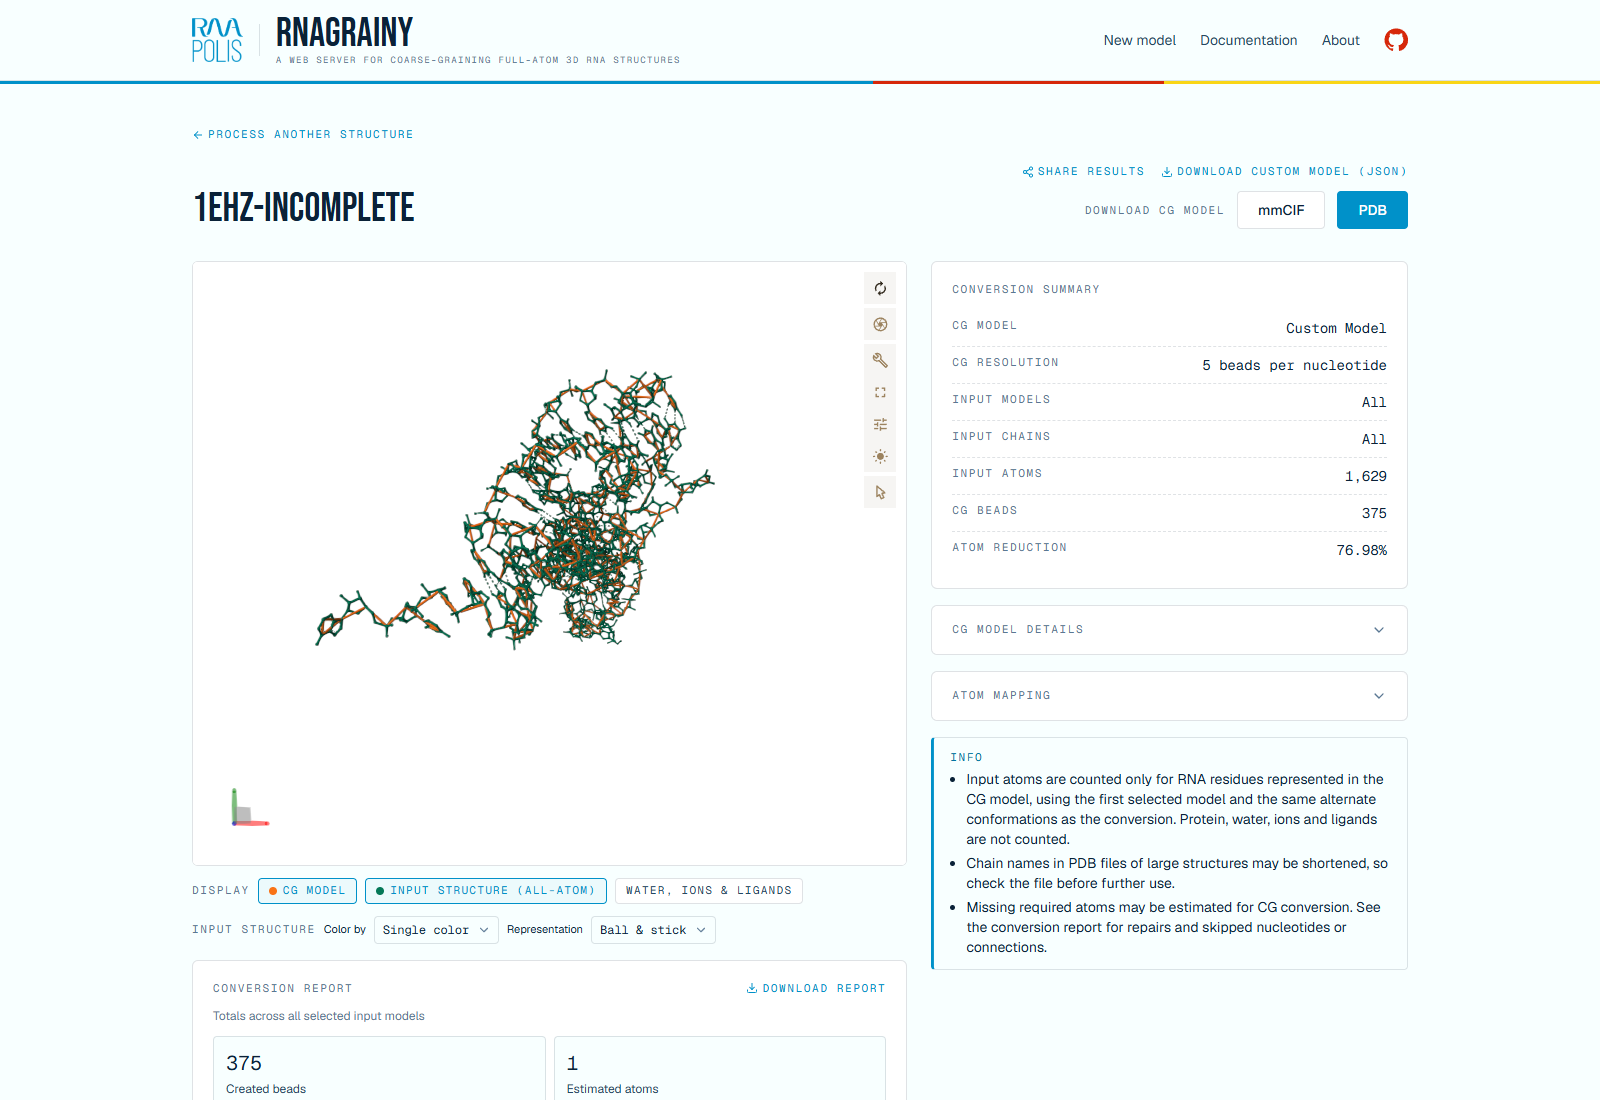 RNA
POLIS
RNAGRAINY
A WEB SERVER FOR COARSE-GRAINING FULL-ATOM 3D RNA STRUCTURES
New model
Documentation
About
PROCESS ANOTHER STRUCTURE
SHARE RESULTS
DOWNLOAD CUSTOM MODEL (JSON)
1EHZ-INCOMPLETE
DOWNLOAD CG MODEL
mmCIF
PDB
CONVERSION SUMMARY
CG MODEL Custom Model
CG RESOLUTION 5 beads per nucleotide
INPUT MODELS All
INPUT CHAINS All
INPUT ATOMS 1,629
CG BEADS 375
ATOM REDUCTION 76.98%
CG MODEL DETAILS
ATOM MAPPING
INFO
• Input atoms are counted only for RNA residues represented in the
CG model, using the first selected model and the same alternate
conformations as the conversion. Protein, water, ions and ligands
are not counted.
• Chain names in PDB files of large structures may be shortened, so
check the file before further use.
• Missing required atoms may be estimated for CG conversion. See
the conversion report for repairs and skipped nucleotides or
connections.
DISPLAY CG MODEL INPUT STRUCTURE (ALL-ATOM) WATER, IONS & LIGANDS
INPUT STRUCTURE Color by Single color Representation Ball & stick
CONVERSION REPORT
DOWNLOAD REPORT
Totals across all selected input models
375
Created beads
1
Estimated atoms